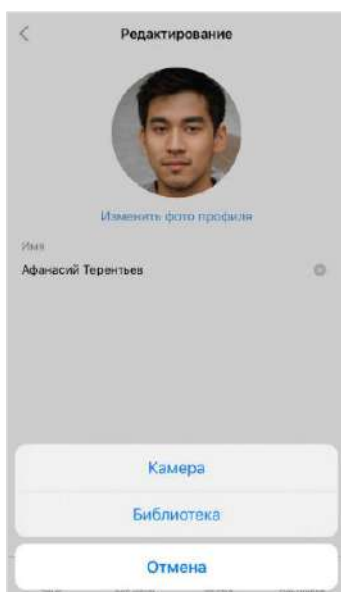 Редактирование
Изменить фото профиля
Имя
Афанасий Терентьев
Камера
Библиотека
Отмена